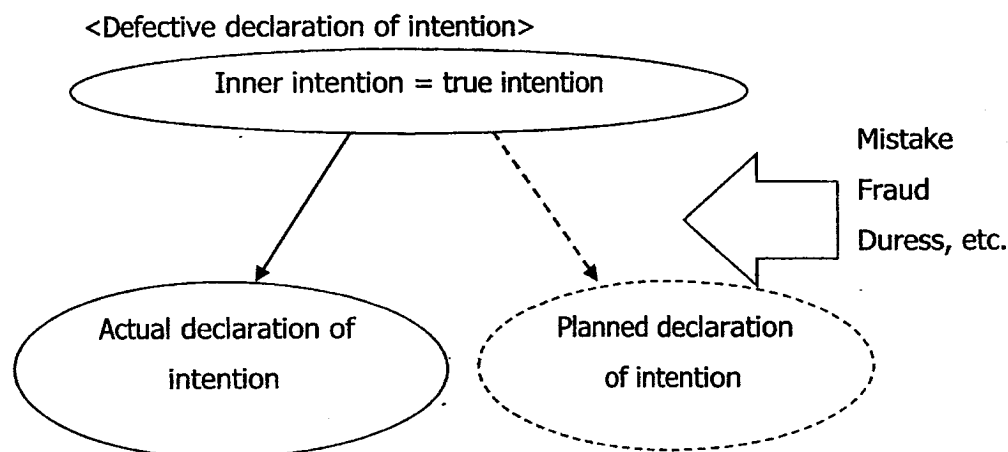 <Defective declaration of intention>
Inner intention = true intention
Mistake
Fraud
Duress, etc.
Actual declaration of
intention
Planned declaration
of intention